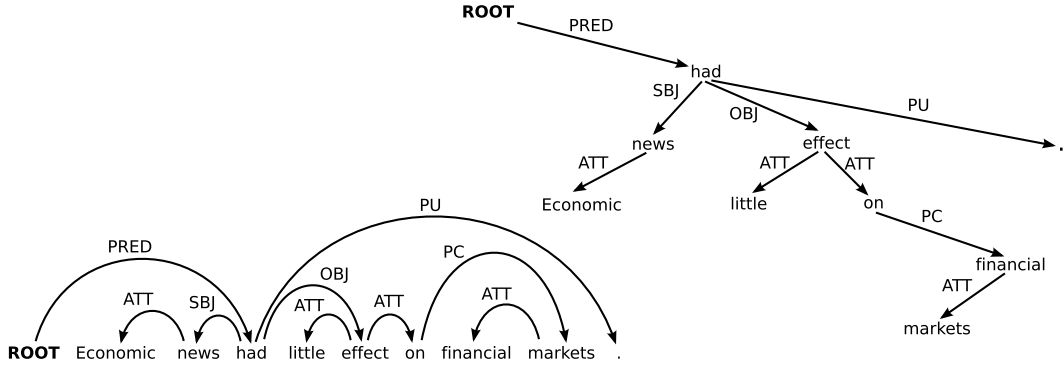 ROOT
PRED
had
SBJ
OBJ
PU
news
effect
.
ATT
ATT
ATT
Economic
little
on
PC
financial
ATT
markets
PU
PRED
PC
OBJ
ATT
SBJ
ATT
ATT
ATT
ROOT Economic news had little effect on financial markets .